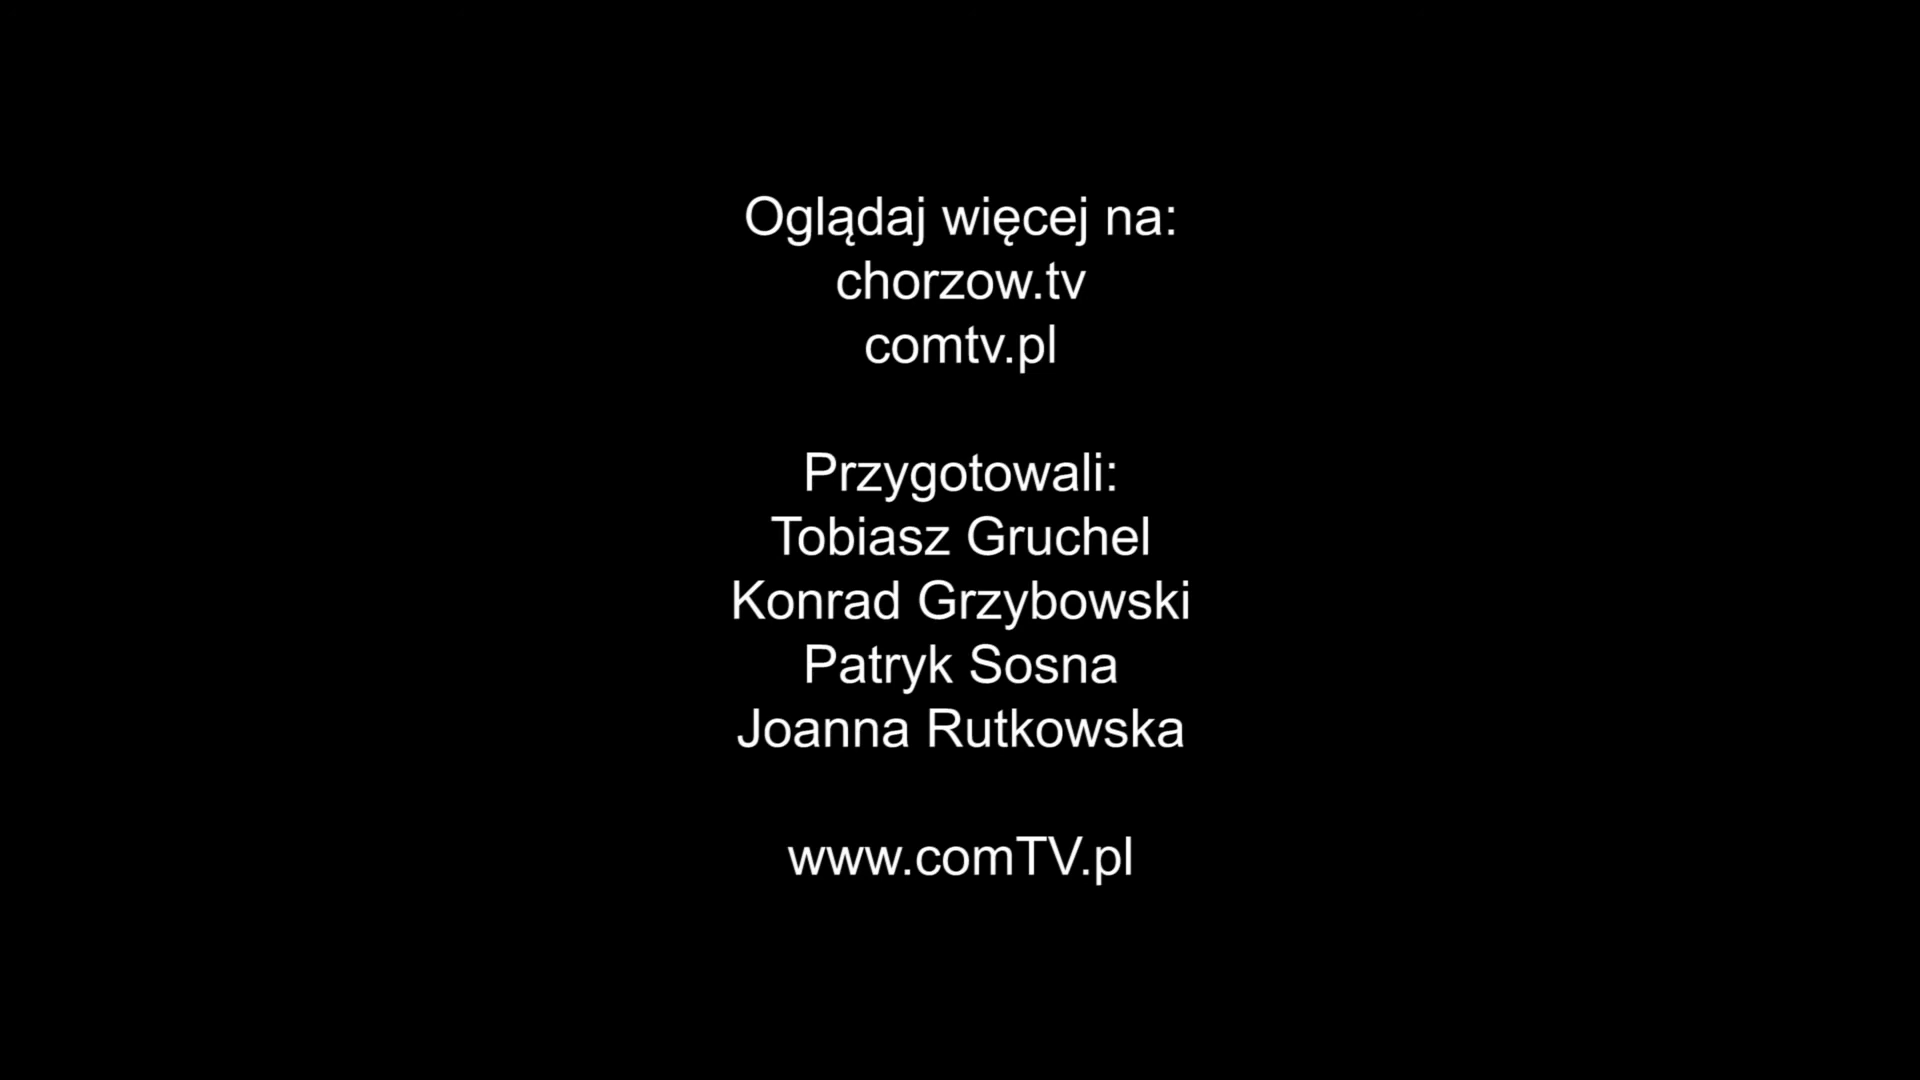 Oglądaj więcej na:
chorzow.tv
comtv.pl
Przygotowali:
Tobiasz Gruchel
Konrad Grzybowski
Patryk Sosna
Joanna Rutkowska
www.comTV.pl